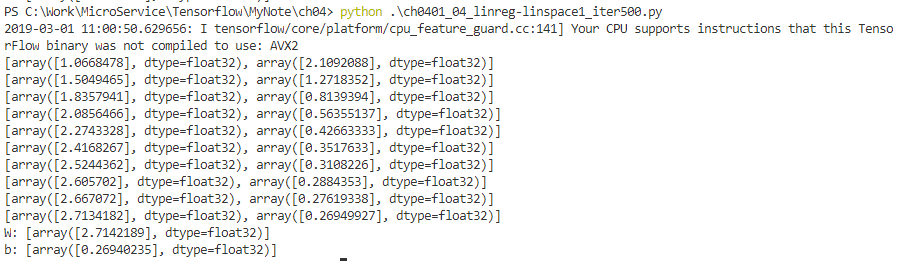 PS C:\Work\MicroService\Tensorflow\MyNote\ch04> python .\ch0401_04_linreg-linspace1_iter500.py
2019-03-01 11:00:50.629656: I tensorflow/core/platform/cpu_feature_guard.cc:141] Your CPU supports instructions that this Tenso
rFlow binary was not compiled to use: AVX2
[array([1.0668478], dtype=float32), array([2.1092088], dtype=float32)]
[array([1.5049465], dtype=float32), array([1.2718352], dtype=float32)]
[array([1.8357941], dtype=float32), array([0.8139394], dtype=float32)]
[array([2.0856466], dtype=float32), array([0.56355137], dtype=float32)]
[array([2.2743328], dtype=float32), array([0.42663333], dtype=float32)]
[array([2.4168267], dtype=float32), array([0.3517633], dtype=float32)]
[array([2.5244362], dtype=float32), array([0.3108226], dtype=float32)]
[array([2.605702], dtype=float32), array([0.2884353], dtype=float32)]
[array([2.667072], dtype=float32), array([0.27619338], dtype=float32)]
[array([2.7134182], dtype=float32), array([0.26949927], dtype=float32)]
W: [array([2.7142189], dtype=float32)]
b: [array([0.26940235], dtype=float32)]